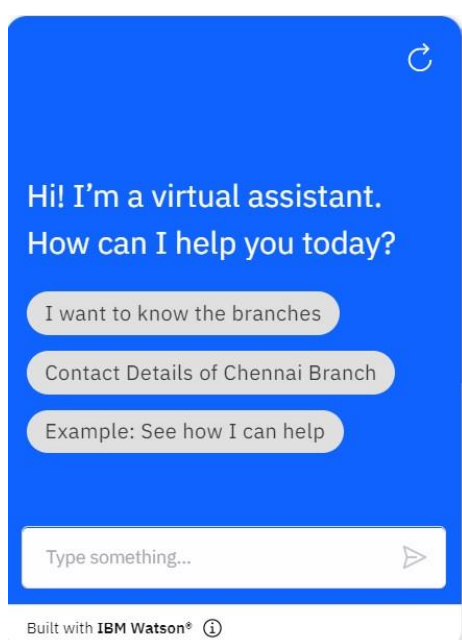 Hi! I’m a virtual assistant.
How can I help you today?
I want to know the branches
Contact Details of Chennai Branch
Example: See how I can help
Type something...
Built with IBM Watson®